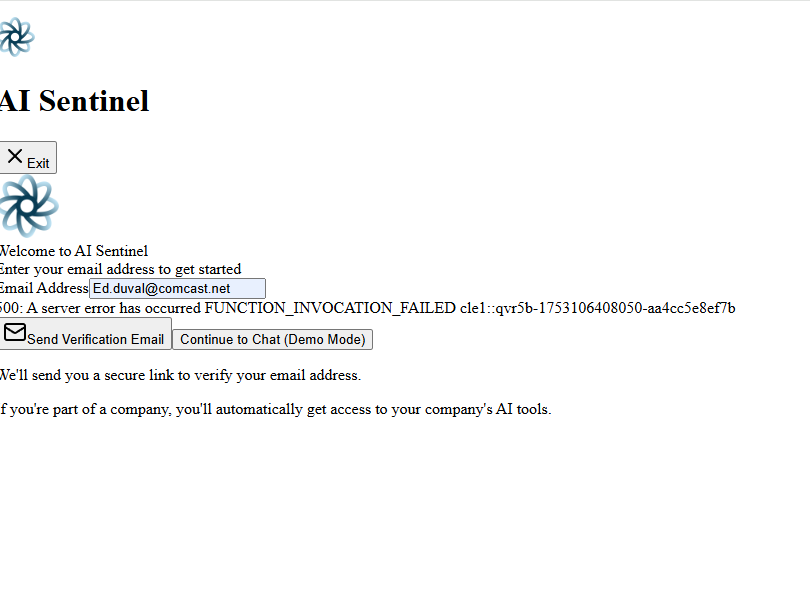 AI Sentinel
Exit
Welcome to AI Sentinel
Enter your email address to get started
Email Address Ed.duval@comcast.net
500: A server error has occurred FUNCTION_INVOCATION_FAILED cle1::qvr5b-1753106408050-aa4cc5e8ef7b
Send Verification Email Continue to Chat (Demo Mode)
We'll send you a secure link to verify your email address.
If you're part of a company, you'll automatically get access to your company's AI tools.